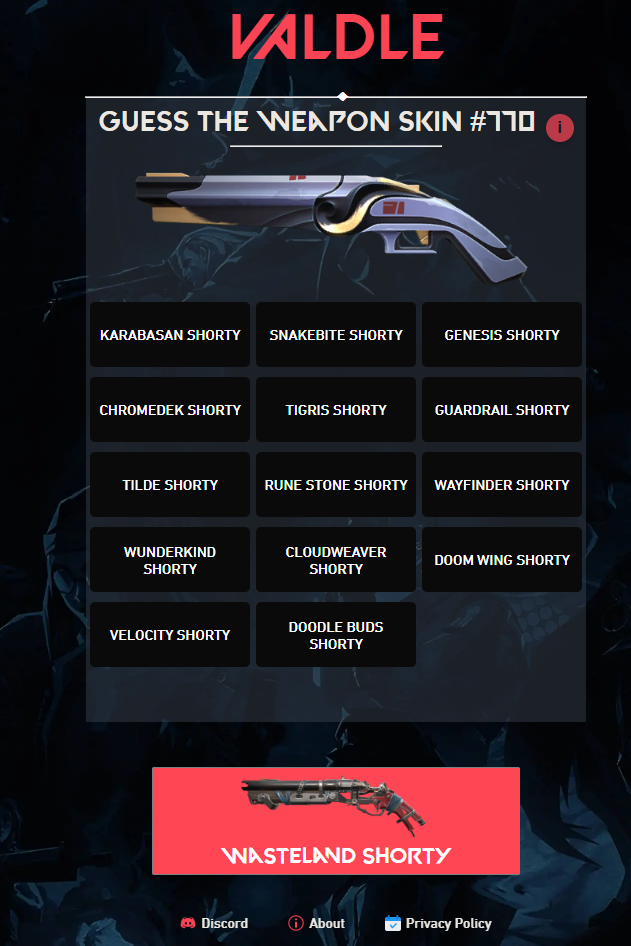 VALDLE
GUESS THE WEAPON SKIN #770
i
KARABASAN SHORTY
SNAKEBITE SHORTY
GENESIS SHORTY
CHROMEDEK SHORTY
TIGRIS SHORTY
GUARDRAIL SHORTY
TILDE SHORTY
RUNE STONE SHORTY
WAYFINDER SHORTY
WUNDERKIND
SHORTY
CLOUDWEAVER
SHORTY
DOOM WING SHORTY
VELOCITY SHORTY
DOODLE BUDS
SHORTY
WASTELAND SHORTY
Discord
About
Privacy Policy